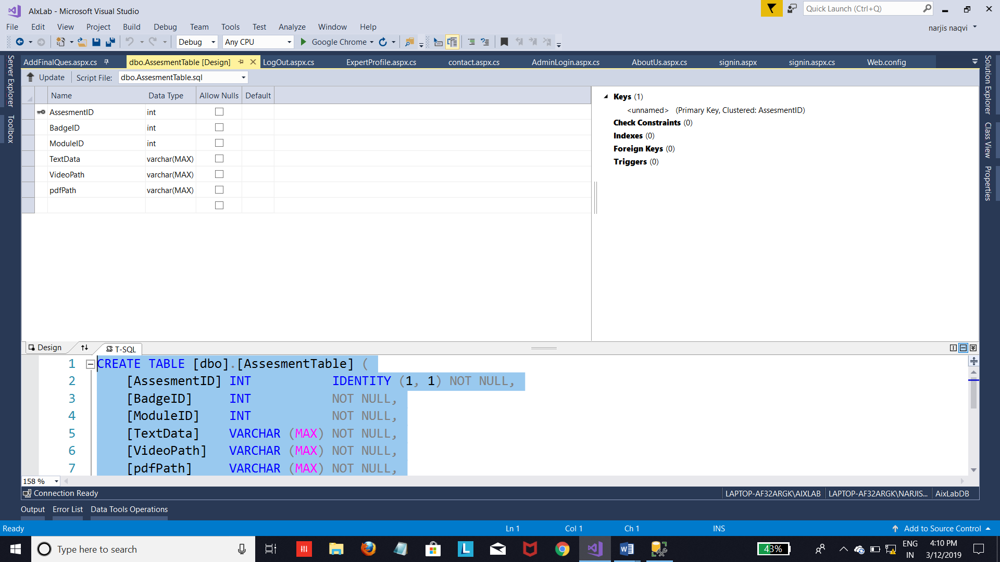 AIxLab - Microsoft Visual Studio
Quick Launch (Ctrl+Q)
File Edit View Project Build Debug Team Tools Test Analyze Window Help
narjis naqvi
Debug Any CPU Google Chrome
Server Explorer
Toolbox
AddFinalQues.aspx.cs dbo.AssesmentTable [Design] LogOut.aspx.cs ExpertProfile.aspx.cs contact.aspx.cs AdminLogin.aspx.cs AboutUs.aspx.cs signin.aspx signin.aspx.cs Web.config
Update Script File: dbo.AssesmentTable.sql
Name Data Type Allow Nulls Default
AssesmentID int
BadgeID int
ModuleID int
TextData varchar(MAX)
VideoPath varchar(MAX)
pdfPath varchar(MAX)
Keys (1)
<unnamed> (Primary Key, Clustered: AssesmentID)
Check Constraints (0)
Indexes (0)
Foreign Keys (0)
Triggers (0)
Solution Explorer
Class View
Properties
Design T-SQL
1 CREATE TABLE [dbo].[AssesmentTable] (
2 [AssesmentID] INT IDENTITY (1, 1) NOT NULL,
3 [BadgeID] INT NOT NULL,
4 [ModuleID] INT NOT NULL,
5 [TextData] VARCHAR (MAX) NOT NULL,
6 [VideoPath] VARCHAR (MAX) NOT NULL,
7 [pdfPath] VARCHAR (MAX) NOT NULL,
158 %
Connection Ready LAPTOP-AF32ARGK\AIXLAB LAPTOP-AF32ARGK\NARJIS... AixLabDB
Output Error List Data Tools Operations
Ready Ln 1 Col 1 Ch 1 INS Add to Source Control
Type here to search
43%
ENG
IN
4:10 PM
3/12/2019